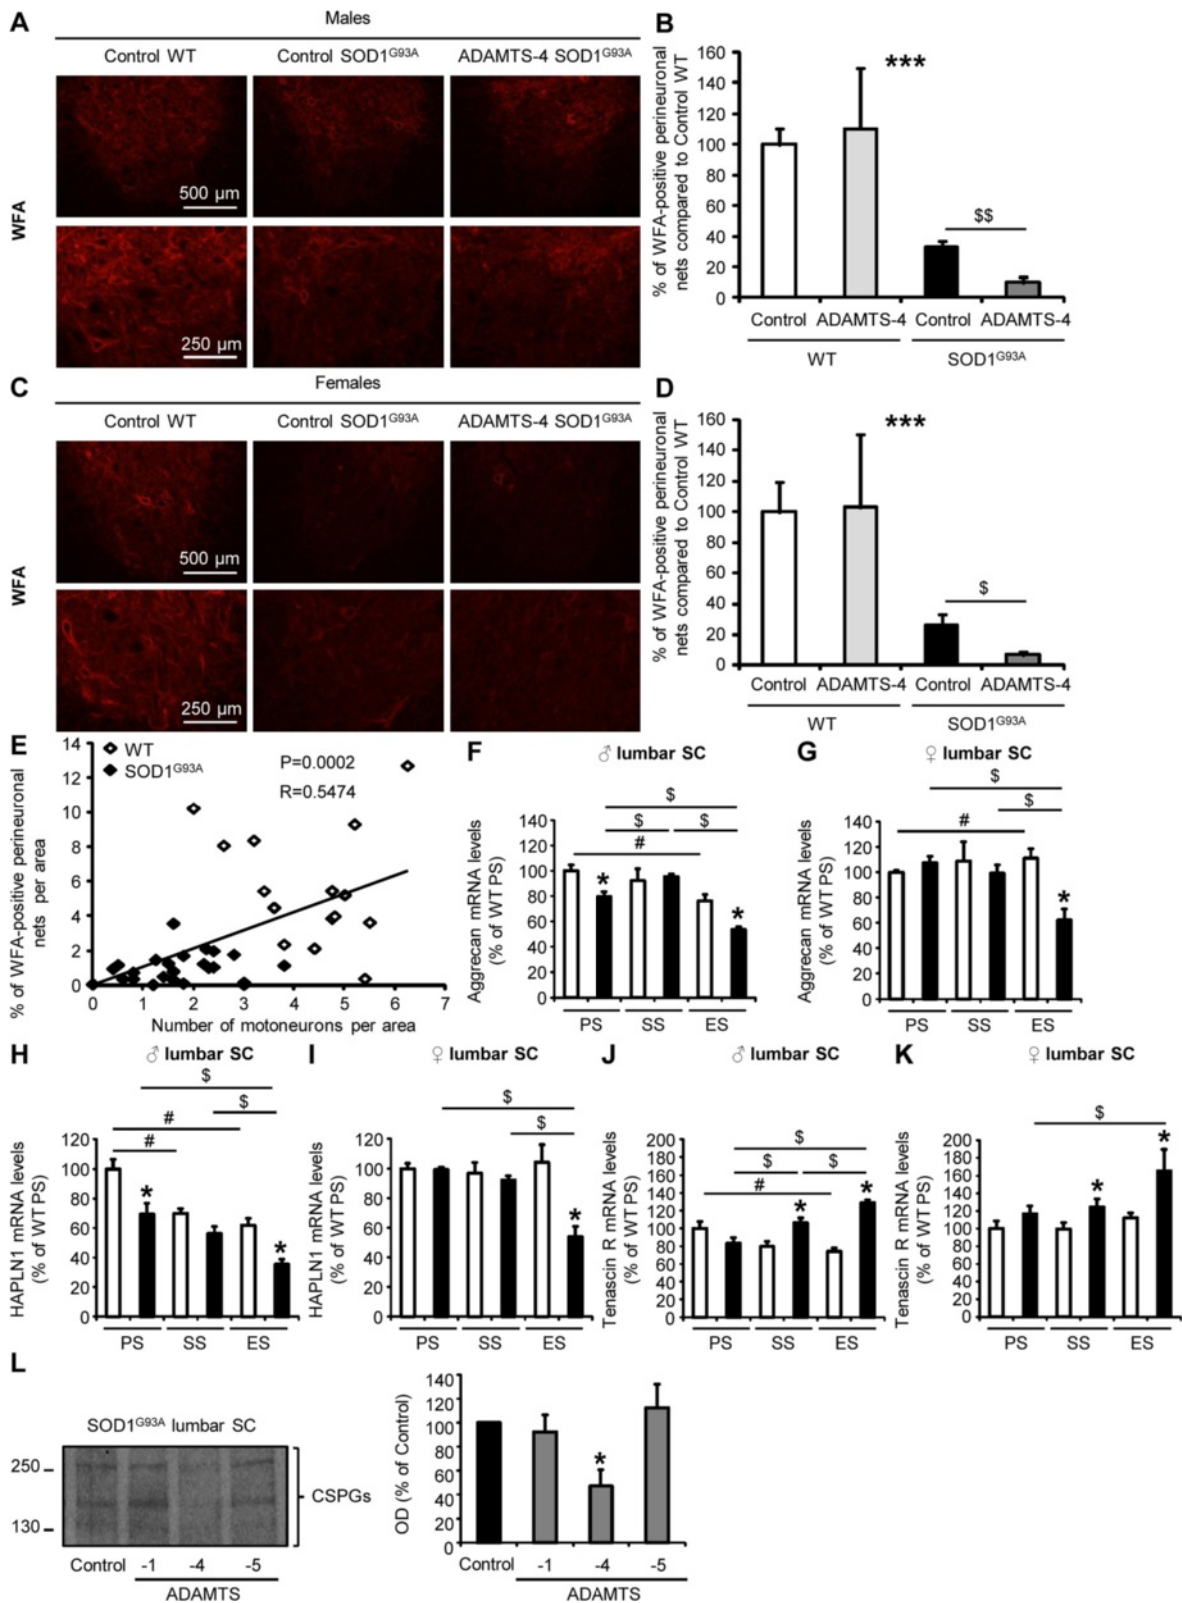 A
Males
Control WT
Control SOD1G93A
ADAMTS-4 SOD1G93A
WFA
500 µm
250 µm
B
% of WFA-positive perineuronal
nets compared to Control WT
160
140
120
100
80
60
40
20
0
***
$$
Control ADAMTS-4 Control ADAMTS-4
WT SOD1G93A
C
Females
Control WT
Control SOD1G93A
ADAMTS-4 SOD1G93A
WFA
500 µm
250 µm
D
% of WFA-positive perineuronal
nets compared to Control WT
160
140
120
100
80
60
40
20
0
***
$
Control ADAMTS-4 Control ADAMTS-4
WT SOD1G93A
E
% of WFA-positive perineuronal
nets per area
14
12
10
8
6
4
2
0
WT
SOD1G93A
P=0.0002
R=0.5474
0 1 2 3 4 5 6 7
Number of motoneurons per area
F
♂ lumbar SC
Aggrecan mRNA levels
(% of WT PS)
140
120
100
80
60
40
20
0
$
$ $
#
*
*
PS SS ES
G
♀ lumbar SC
Aggrecan mRNA levels
(% of WT PS)
140
120
100
80
60
40
20
0
$
$
#
*
PS SS ES
H
♂ lumbar SC
HAPLN1 mRNA levels
(% of WT PS)
120
100
80
60
40
20
0
$
$
#
#
*
*
PS SS ES
I
♀ lumbar SC
HAPLN1 mRNA levels
(% of WT PS)
120
100
80
60
40
20
0
$
$
*
PS SS ES
J
♂ lumbar SC
Tenascin R mRNA levels
(% of WT PS)
200
180
160
140
120
100
80
60
40
20
0
$
$ $
#
*
*
PS SS ES
K
♀ lumbar SC
Tenascin R mRNA levels
(% of WT PS)
200
180
160
140
120
100
80
60
40
20
0
$
*
*
PS SS ES
L
SOD1G93A lumbar SC
250
130
CSPGs
Control -1 -4 -5
ADAMTS
OD (% of Control)
140
120
100
80
60
40
20
0
*
Control -1 -4 -5
ADAMTS